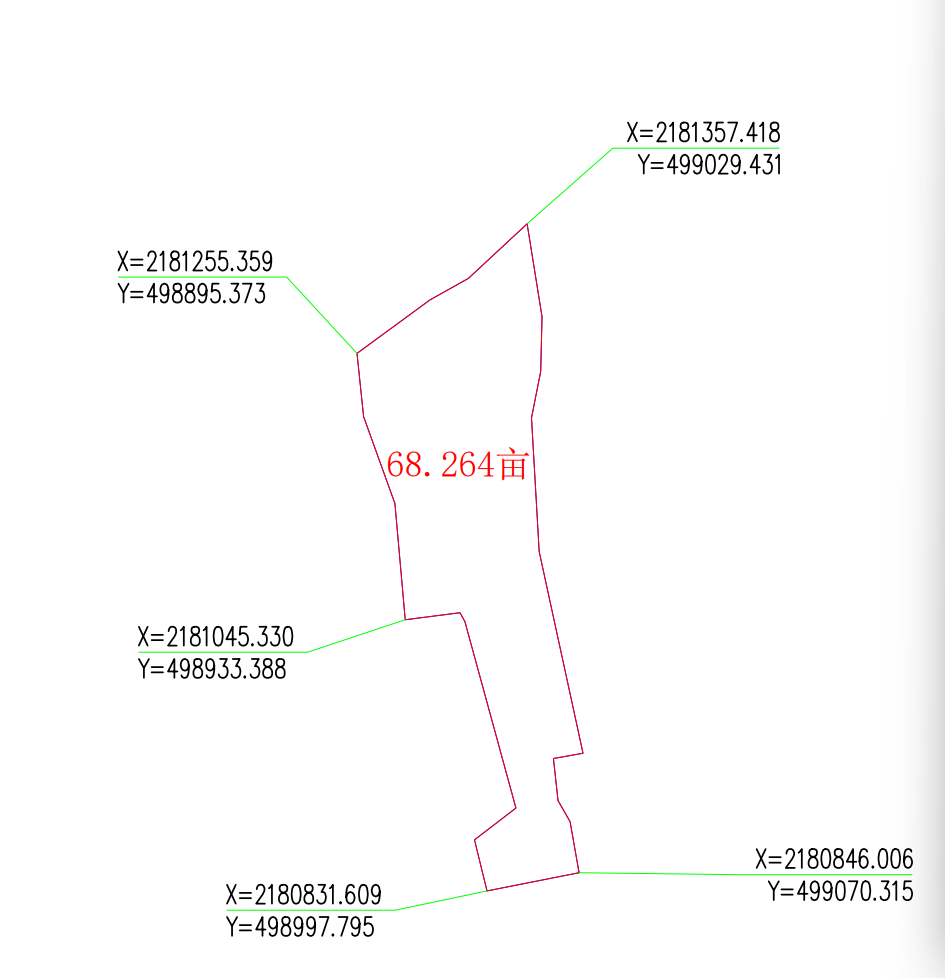 X=2181357.418
Y=499029.431
X=2181255.359
Y=498895.373
68.264亩
X=2181045.330
Y=498933.388
X=2180846.006
Y=499070.315
X=2180831.609
Y=498997.795